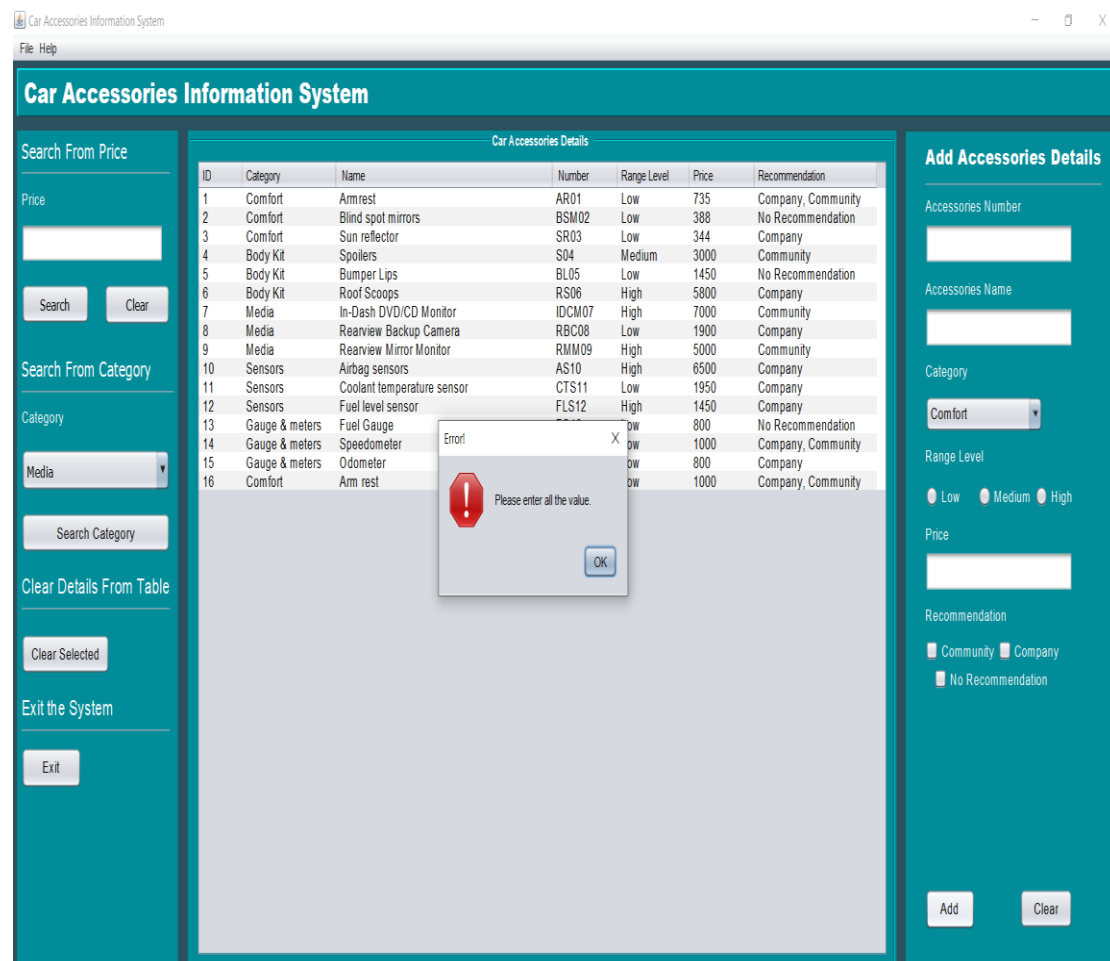 Car Accessories Information System
File Help
Car Accessories Information System
Search From Price
Price
Search Clear
Search From Category
Category
Media
Search Category
Clear Details From Table
Clear Selected
Exit the System
Exit
Car Accessories Details
ID Category Name Number Range Level Price Recommendation
1 Comfort Armrest AR01 Low 735 Company, Community
2 Comfort Blind spot mirrors BSM02 Low 388 No Recommendation
3 Comfort Sun reflector SR03 Low 344 Company
4 Body Kit Spoilers S04 Medium 3000 Community
5 Body Kit Bumper Lips BL05 Low 1450 No Recommendation
6 Body Kit Roof Scoops RS06 High 5800 Company
7 Media In-Dash DVD/CD Monitor IDCM07 High 7000 Community
8 Media Rearview Backup Camera RBC08 Low 1900 Company
9 Media Rearview Mirror Monitor RMM09 High 5000 Community
10 Sensors Airbag sensors AS10 High 6500 Company
11 Sensors Coolant temperature sensor CTS11 Low 1950 Company
12 Sensors Fuel level sensor FLS12 High 1450 Company
13 Gauge & meters Fuel Gauge 800 No Recommendation
14 Gauge & meters Speedometer 1000 Company, Community
15 Gauge & meters Odometer 800 Company
16 Comfort Arm rest 1000 Company, Community
Error! X
Please enter all the value.
OK
Add Accessories Details
Accessories Number
Accessories Name
Category
Comfort
Range Level
Low Medium High
Price
Recommendation
Community Company
No Recommendation
Add Clear